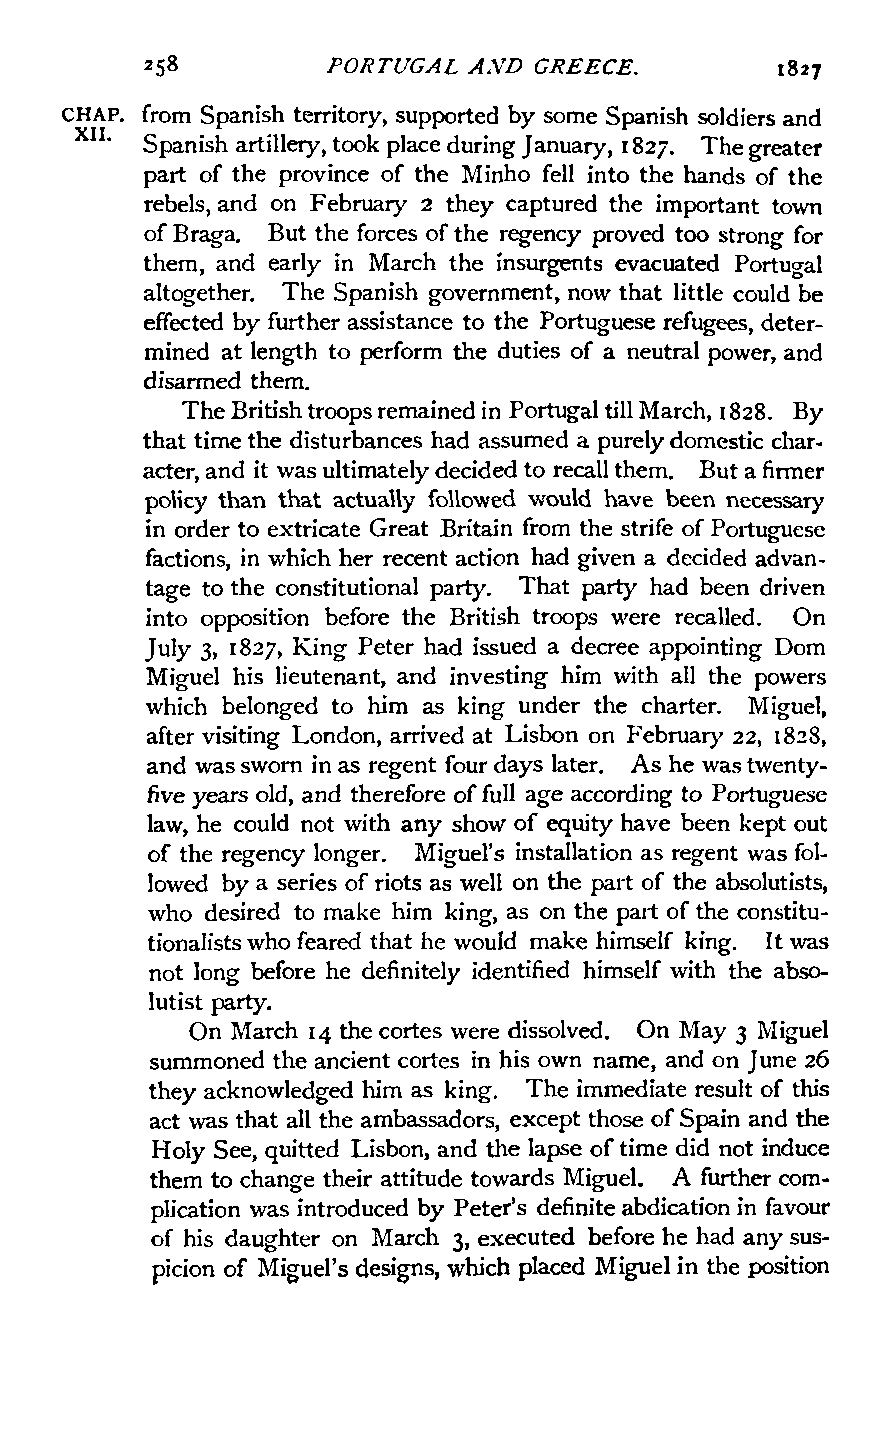 258 PORTUGAL AND GREECE. 1827
CHAP. from Spanish territory, supported by some Spanish soldiers and
XII. Spanish artillery, took place during January, 1827. The greater
part of the province of the Minho fell into the hands of the
rebels, and on February 2 they captured the important town
of Braga. But the forces of the regency proved too strong for
them, and early in March the insurgents evacuated Portugal
altogether. The Spanish government, now that little could be
effected by further assistance to the Portuguese refugees, deter-
mined at length to perform the duties of a neutral power, and
disarmed them.
The British troops remained in Portugal till March, 1828. By
that time the disturbances had assumed a purely domestic char-
acter, and it was ultimately decided to recall them. But a firmer
policy than that actually followed would have been necessary
in order to extricate Great Britain from the strife of Portuguese
factions, in which her recent action had given a decided advan-
tage to the constitutional party. That party had been driven
into opposition before the British troops were recalled. On
July 3, 1827, King Peter had issued a decree appointing Dom
Miguel his lieutenant, and investing him with all the powers
which belonged to him as king under the charter. Miguel,
after visiting London, arrived at Lisbon on February 22, 1828,
and was sworn in as regent four days later. As he was twenty-
five years old, and therefore of full age according to Portuguese
law, he could not with any show of equity have been kept out
of the regency longer. Miguel's installation as regent was fol-
lowed by a series of riots as well on the part of the absolutists,
who desired to make him king, as on the part of the constitu-
tionalists who feared that he would make himself king. It was
not long before he definitely identified himself with the abso-
lutist party.
On March 14 the cortes were dissolved. On May 3 Miguel
summoned the ancient cortes in his own name, and on June 26
they acknowledged him as king. The immediate result of this
act was that all the ambassadors, except those of Spain and the
Holy See, quitted Lisbon, and the lapse of time did not induce
them to change their attitude towards Miguel. A further com-
plication was introduced by Peter's definite abdication in favour
of his daughter on March 3, executed before he had any sus-
picion of Miguel's designs, which placed Miguel in the position